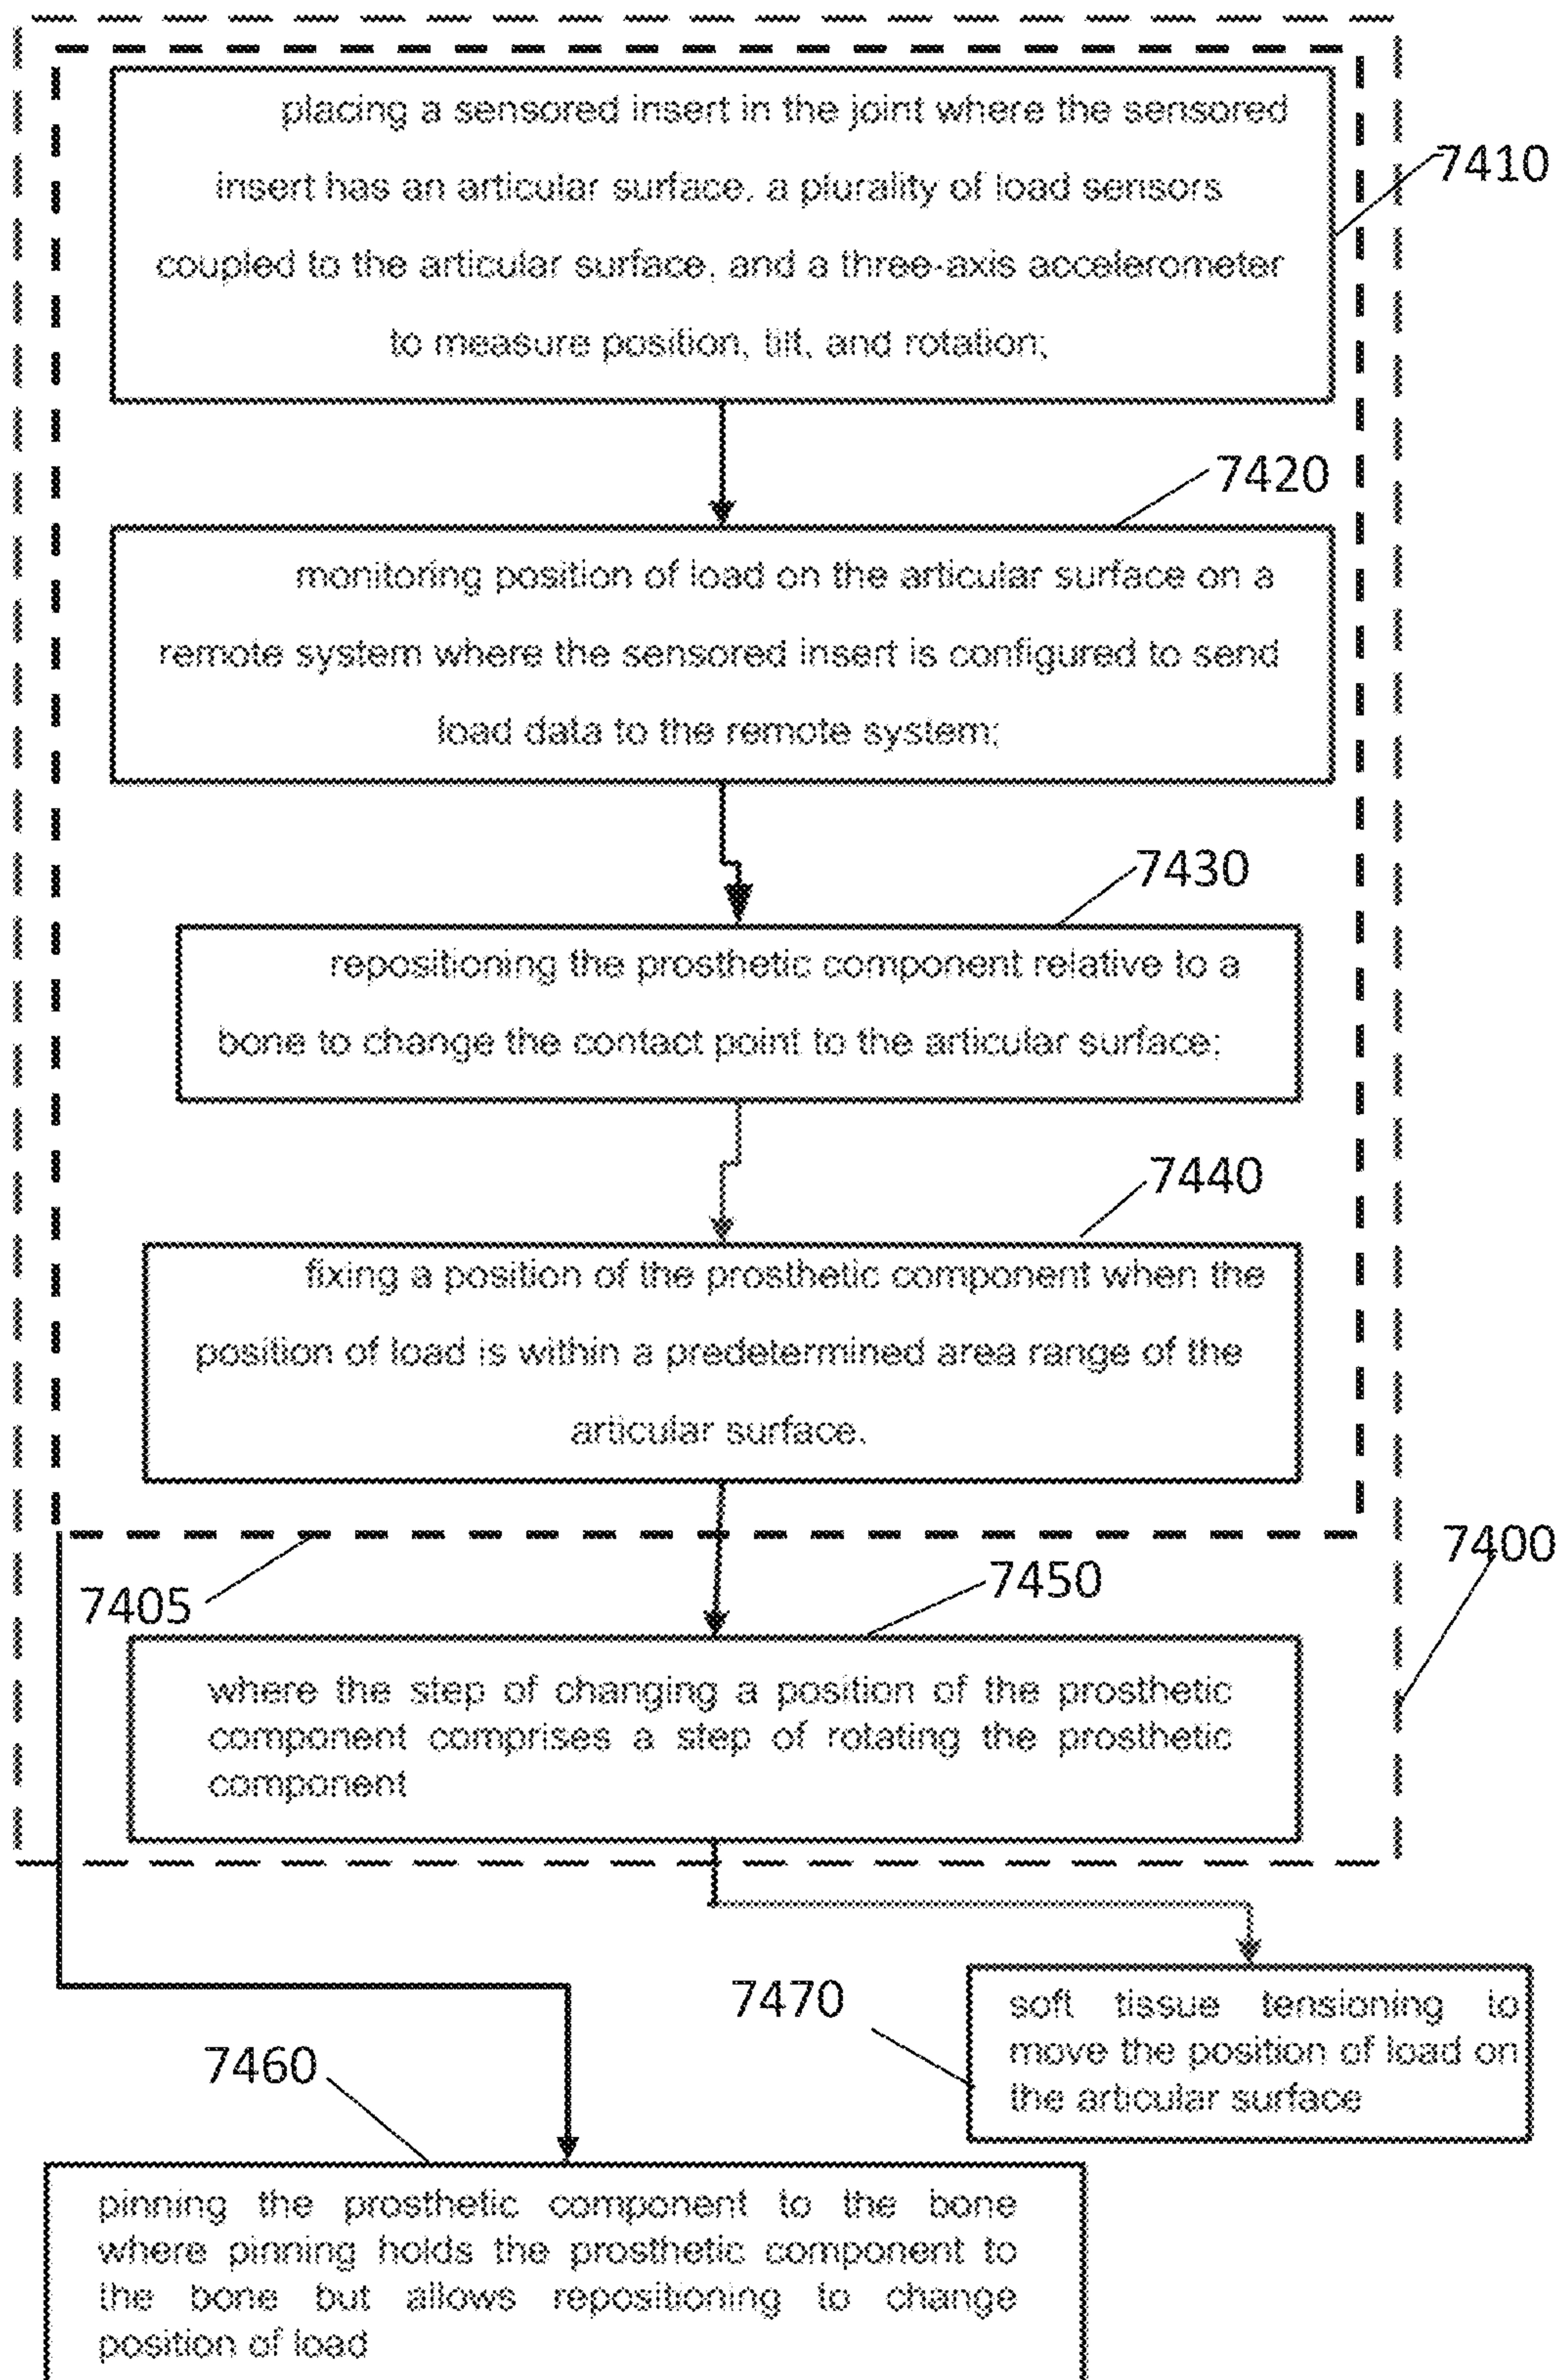 placing a sensored insert in the joint where the sensored
insert has an articular surface, a plurality of load sensors
coupled to the articular surface, and a three-axis accelerometer
to measure position, tilt, and rotation;
7410
7420
monitoring position of load on the articular surface on a
remote system where the sensored insert is configured to send
load data to the remote system;
7430
repositioning the prosthetic component relative to a
bone to change the contact point to the articular surface;
7440
fixing a position of the prosthetic component when the
position of load is within a predetermined area range of the
articular surface.
7400
7405
7450
where the step of changing a position of the prosthetic
component comprises a step of rotating the prosthetic
component
7470
soft tissue tensioning to
move the position of load on
the articular surface
7460
pinning the prosthetic component to the bone
where pinning holds the prosthetic component to
the bone but allows repositioning to change
position of load